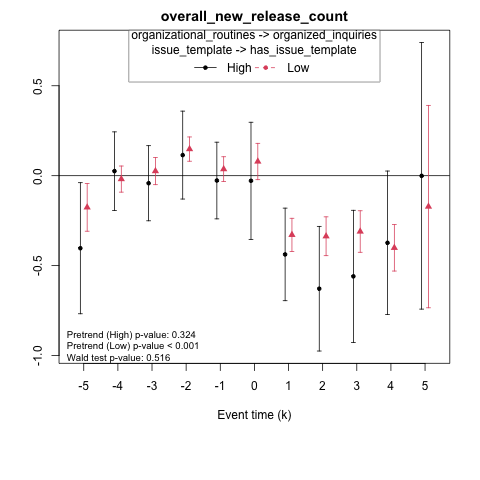 overall_new_release_count
organizational_routines -> organized_inquiries
issue_template -> has_issue_template
High Low
0.5
0.0
-0.5
-1.0
Pretrend (High) p-value: 0.324
Pretrend (Low) p-value < 0.001
Wald test p-value: 0.516
-5 -4 -3 -2 -1 0 1 2 3 4 5
Event time (k)